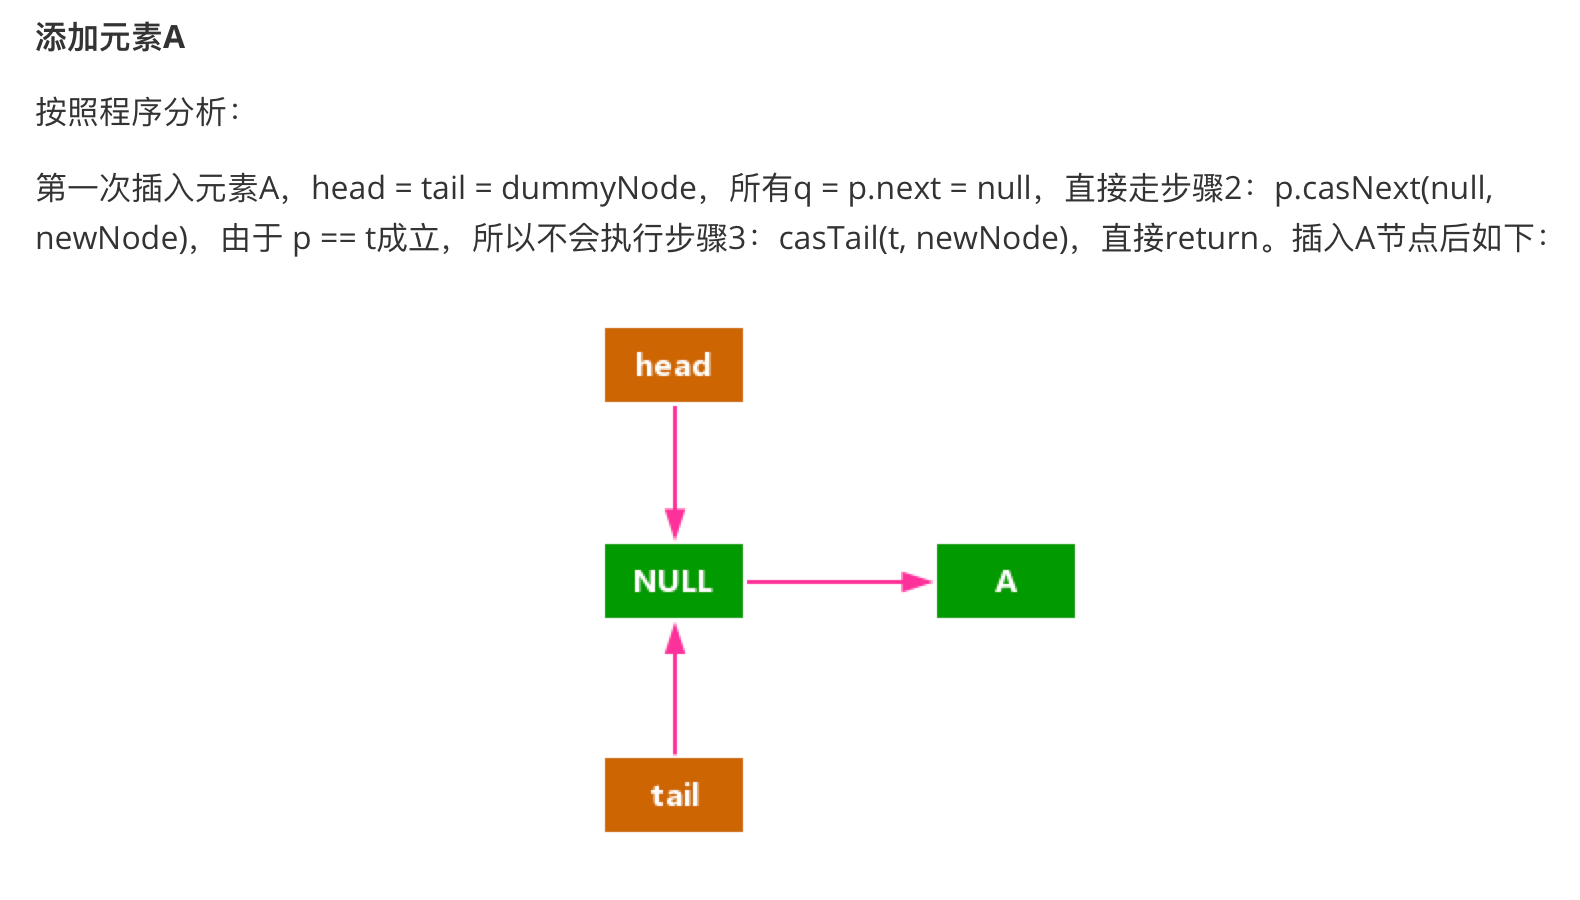 添加元素A
按照程序分析：
第一次插入元素A，head = tail = dummyNode，所有q = p.next = null，直接走步骤2：p.casNext(null,
newNode)，由于 p == t成立，所以不会执行步骤3：casTail(t, newNode)，直接return。插入A节点后如下：
head
NULL
A
tail